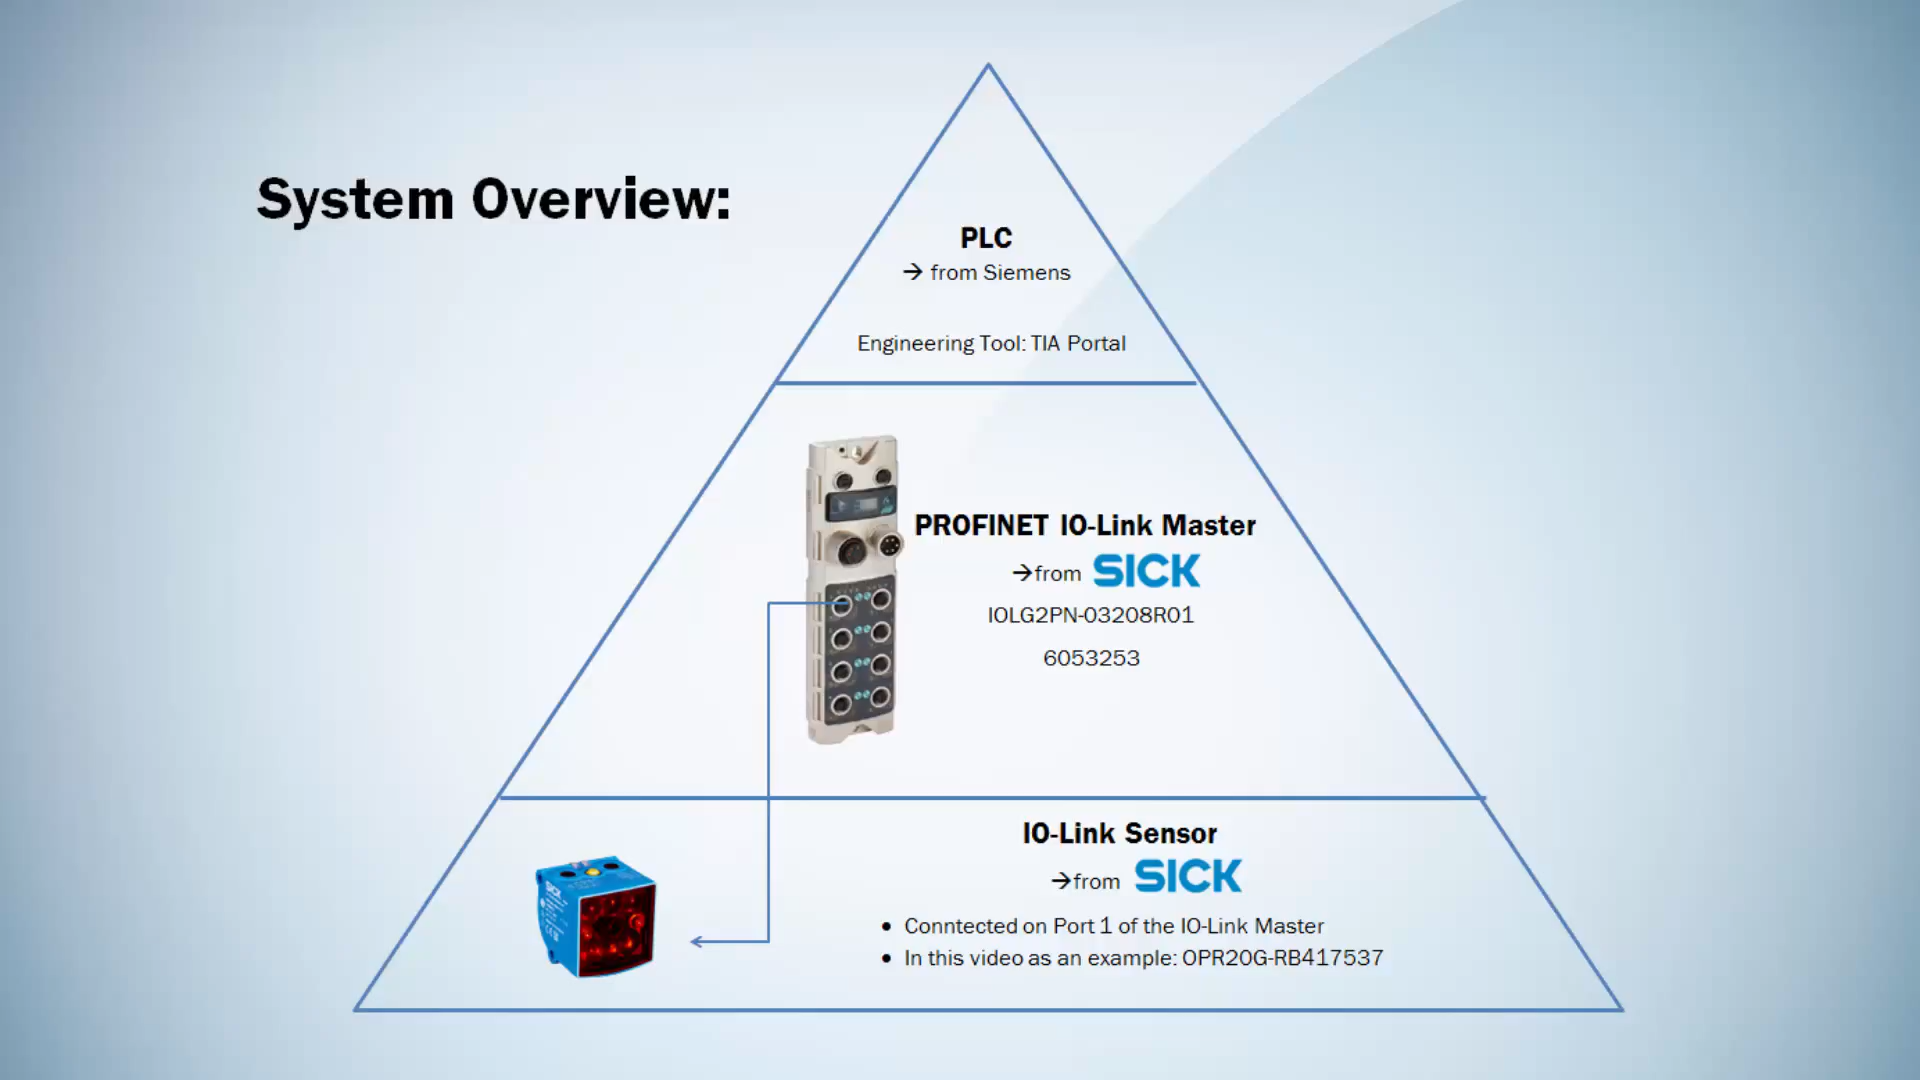 System Overview:
PLC
→ from Siemens
Engineering Tool: TIA Portal
PROFINET IO-Link Master
→from SICK
IOLG2PN-03208R01
6053253
IO-Link Sensor
→from SICK
SICK
• Conntected on Port 1 of the IO-Link Master
• In this video as an example: OPR20G-RB417537